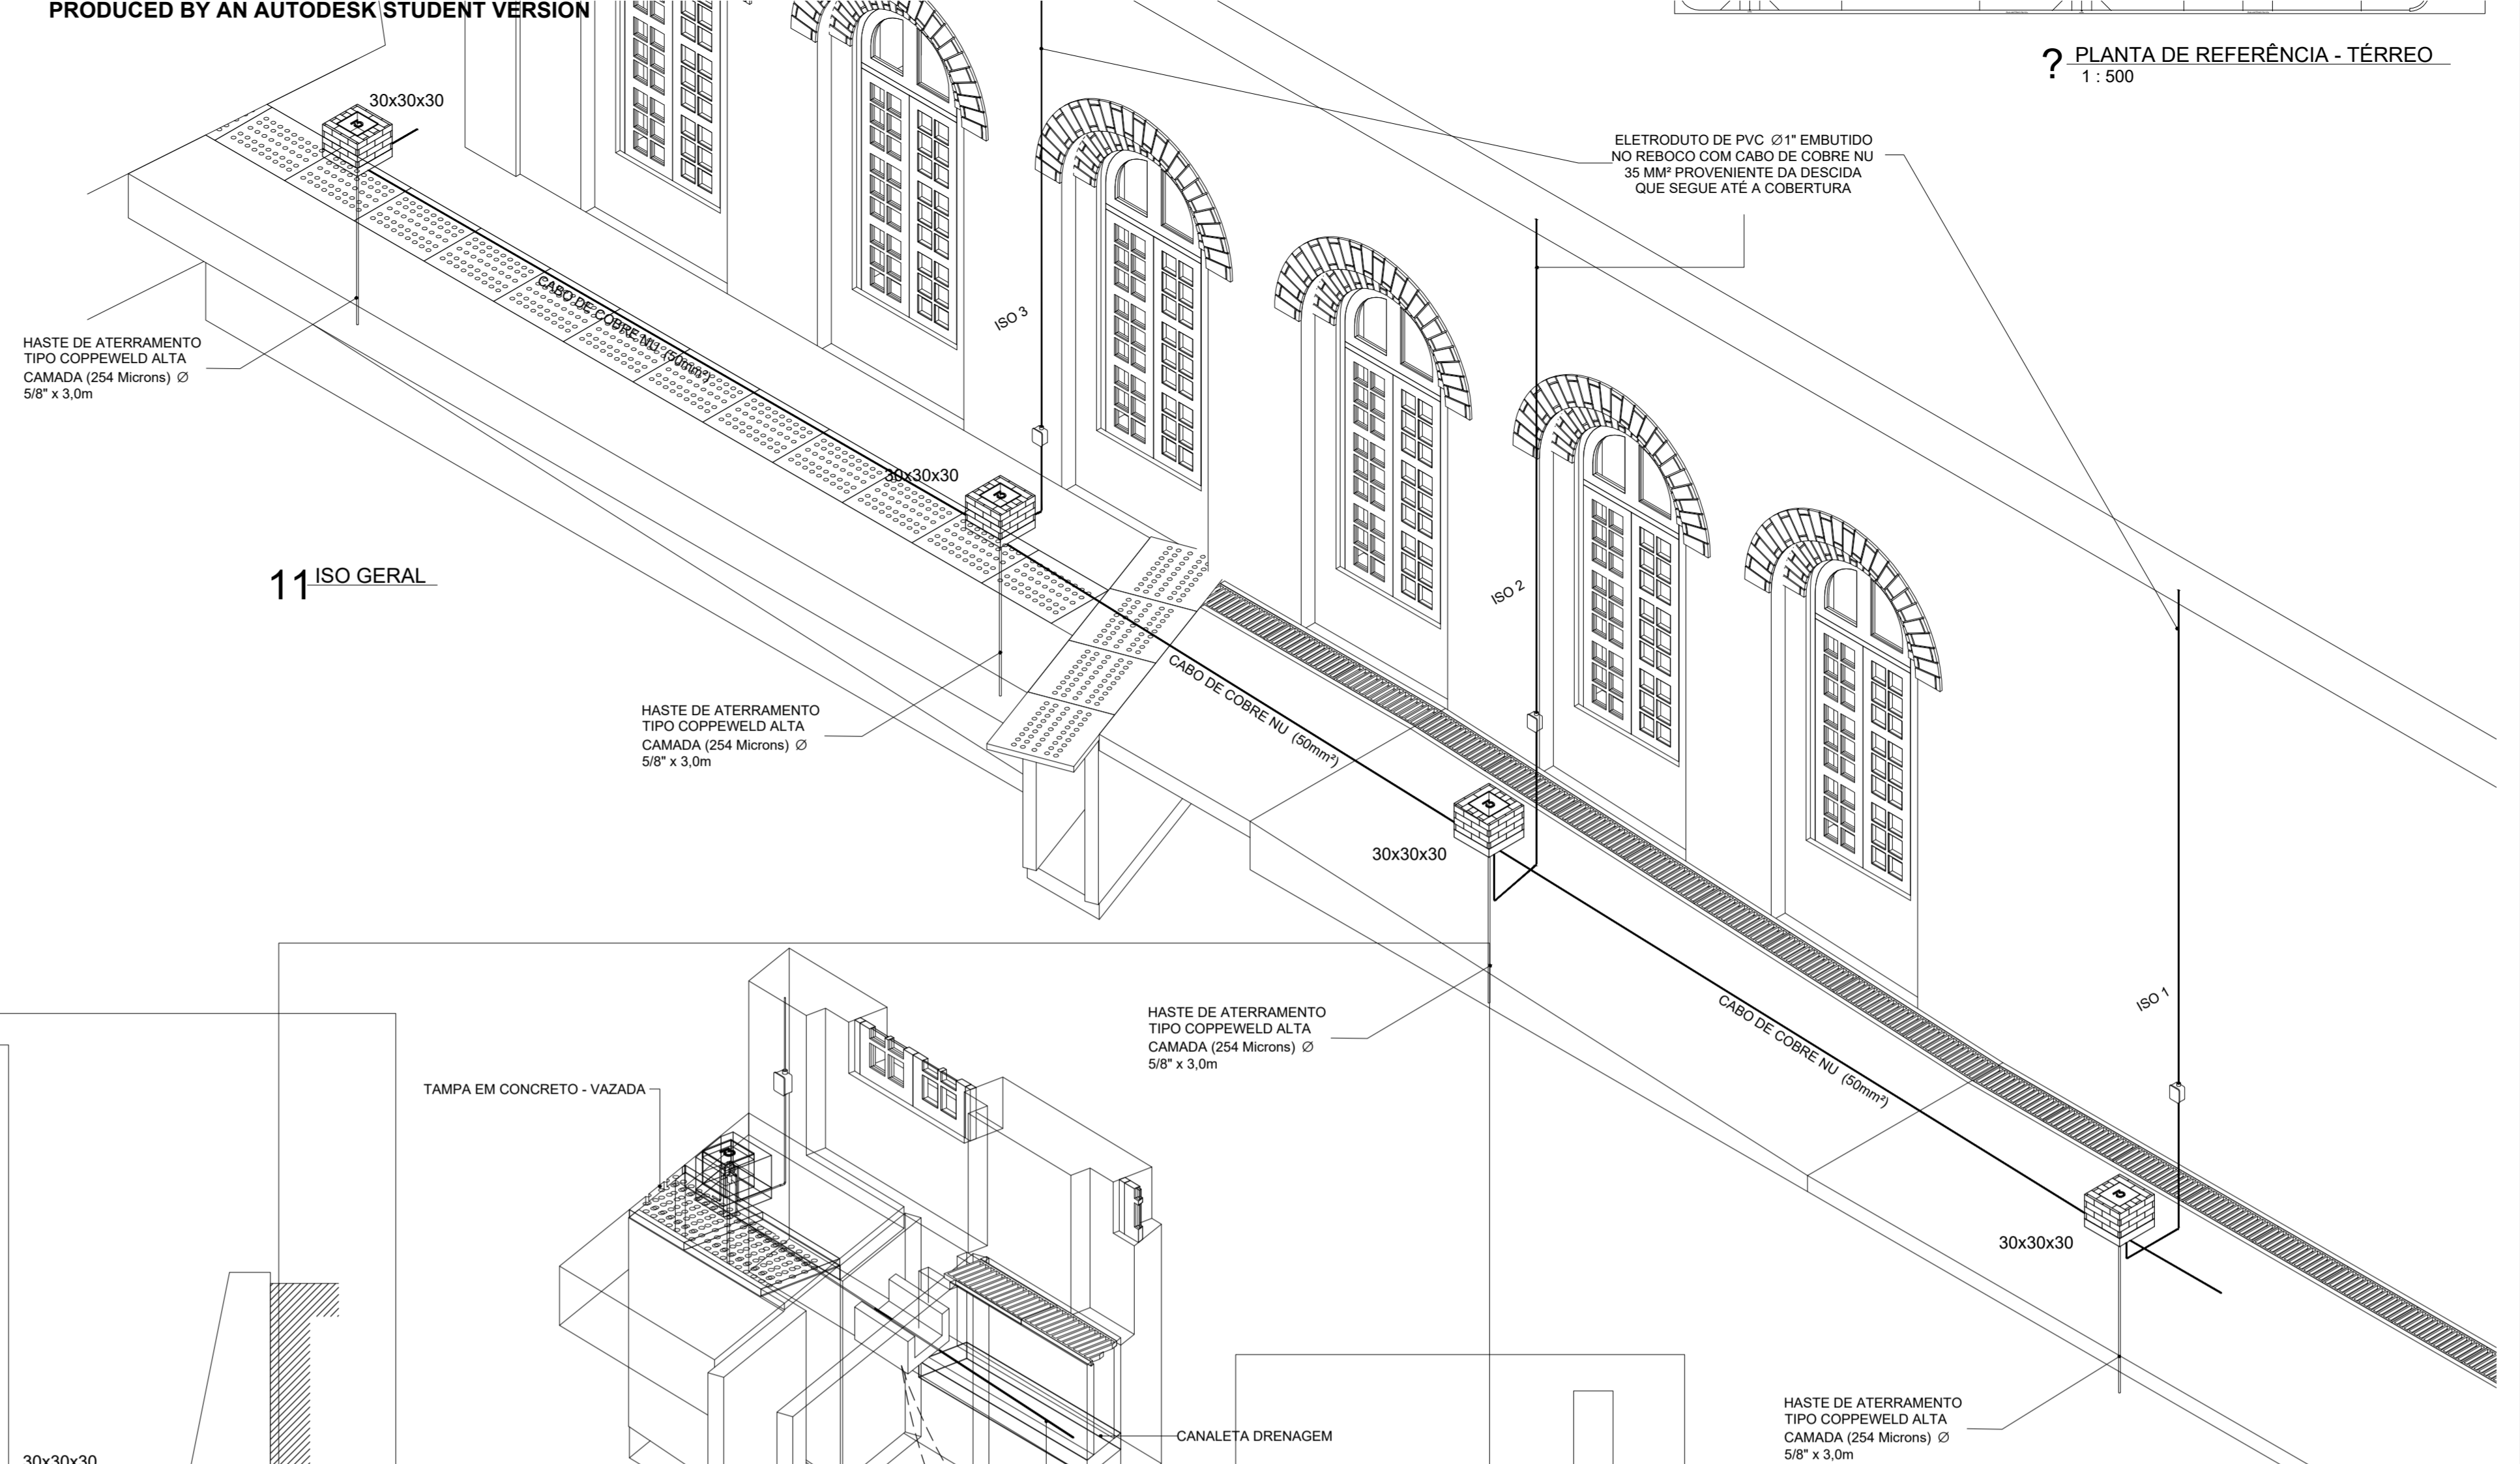 PRODUCED BY AN AUTODESK STUDENT VERSION
? PLANTA DE REFERÊNCIA - TÉRREO
1 : 500
30x30x30
ELETRODUTO DE PVC Ø1" EMBUTIDO
NO REBOCO COM CABO DE COBRE NU
35 MM² PROVENIENTE DA DESCIDA
QUE SEGUE ATÉ A COBERTURA
CABO DE COBRE NU (50mm²)
ISO 3
HASTE DE ATERRAMENTO
TIPO COPPEWELD ALTA
CAMADA (254 Microns) Ø
5/8" x 3,0m
30x30x30
11 ISO GERAL
ISO 2
CABO DE COBRE NU (50mm²)
HASTE DE ATERRAMENTO
TIPO COPPEWELD ALTA
CAMADA (254 Microns) Ø
5/8" x 3,0m
30x30x30
ISO 1
CABO DE COBRE NU (50mm²)
HASTE DE ATERRAMENTO
TIPO COPPEWELD ALTA
CAMADA (254 Microns) Ø
5/8" x 3,0m
TAMPA EM CONCRETO - VAZADA
30x30x30
CANALETA DRENAGEM
HASTE DE ATERRAMENTO
TIPO COPPEWELD ALTA
CAMADA (254 Microns) Ø
5/8" x 3,0m
30x30x30